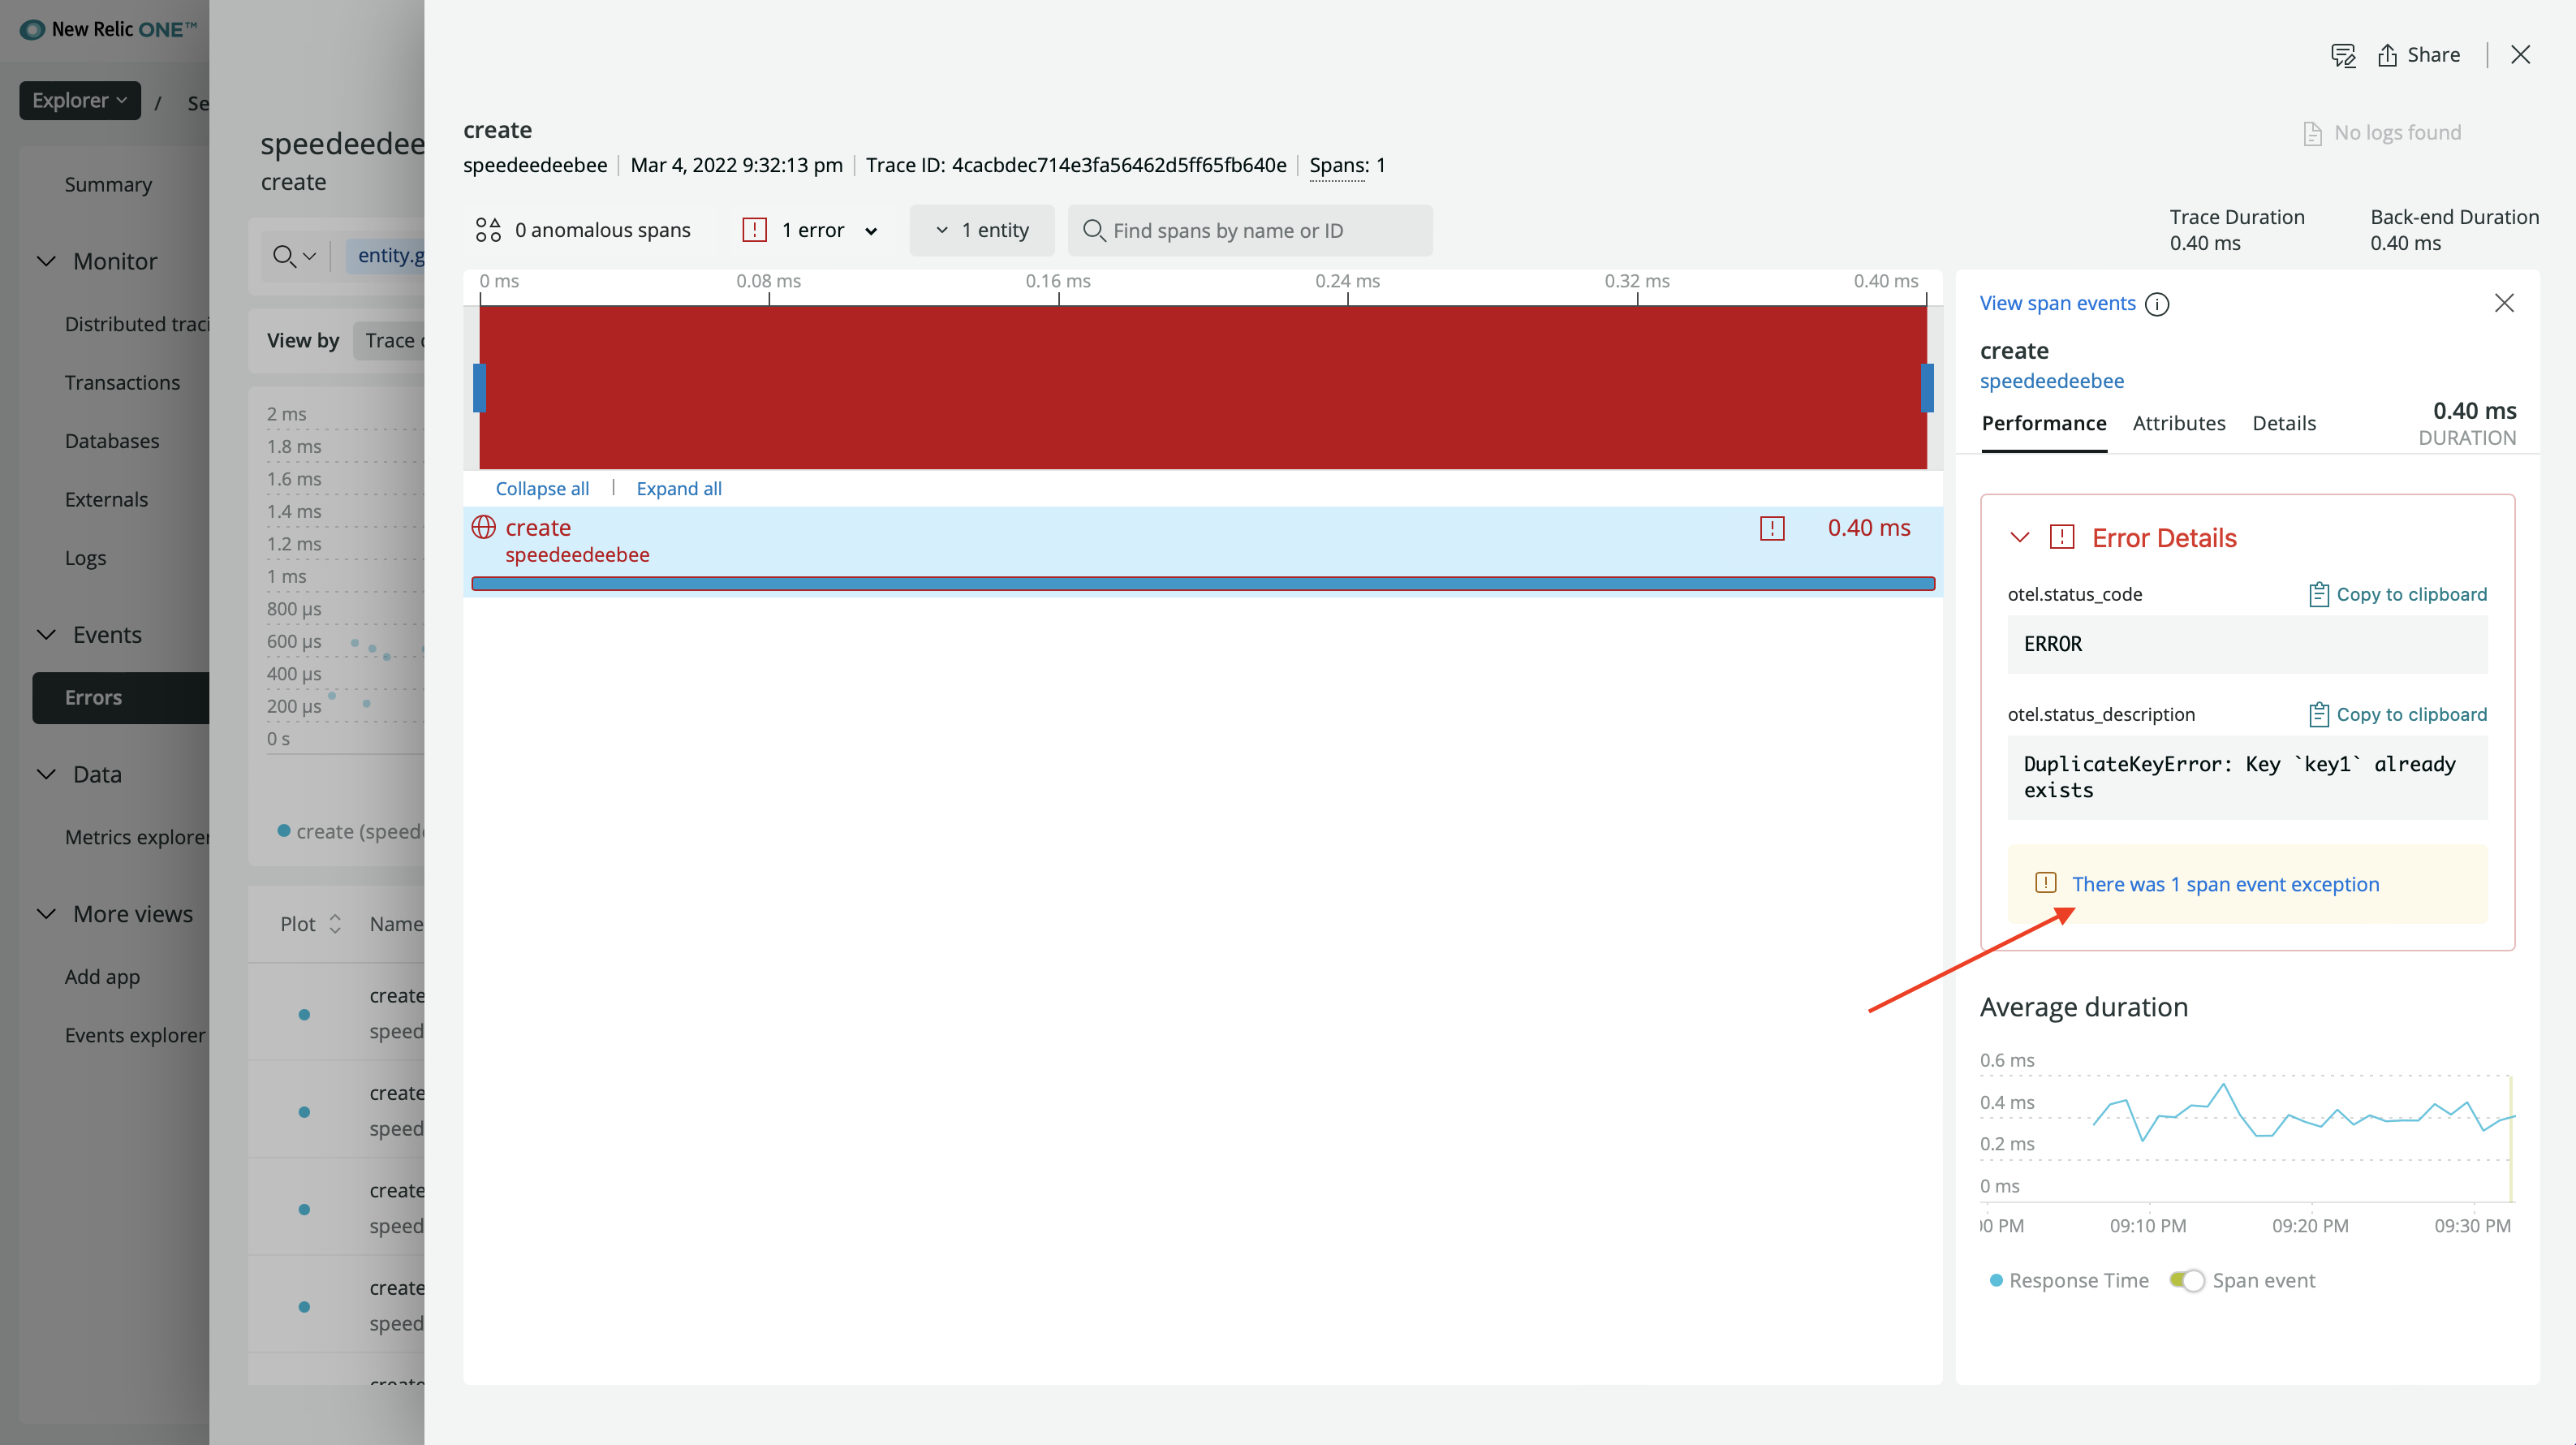 New Relic ONE™
Explorer
/
Se
Summary
Monitor
Distributed traci
Transactions
Databases
Externals
Logs
Events
Errors
Data
Metrics explorer
More views
Add app
Events explorer
speedeedee
create
entity.g
View by
Trace
2 ms
1.8 ms
1.6 ms
1.4 ms
1.2 ms
1 ms
800 µs
600 µs
400 µs
200 µs
0 s
create (speed
Plot
Name
create
speed
create
speed
create
speed
create
speed
create
Share
create
No logs found
speedeedeebee
Mar 4, 2022 9:32:13 pm
Trace ID: 4cacbdec714e3fa56462d5ff65fb640e
Spans: 1
0 anomalous spans
1 error
1 entity
Find spans by name or ID
Trace Duration
0.40 ms
Back-end Duration
0.40 ms
0 ms
0.08 ms
0.16 ms
0.24 ms
0.32 ms
0.40 ms
Collapse all
Expand all
create
0.40 ms
speedeedeebee
View span events
create
speedeedeebee
Performance
Attributes
Details
0.40 ms
DURATION
Error Details
otel.status_code
Copy to clipboard
ERROR
otel.status_description
Copy to clipboard
DuplicateKeyError: Key `key1` already
exists
There was 1 span event exception
Average duration
0.6 ms
0.4 ms
0.2 ms
0 ms
00 PM
09:10 PM
09:20 PM
09:30 PM
Response Time
Span event